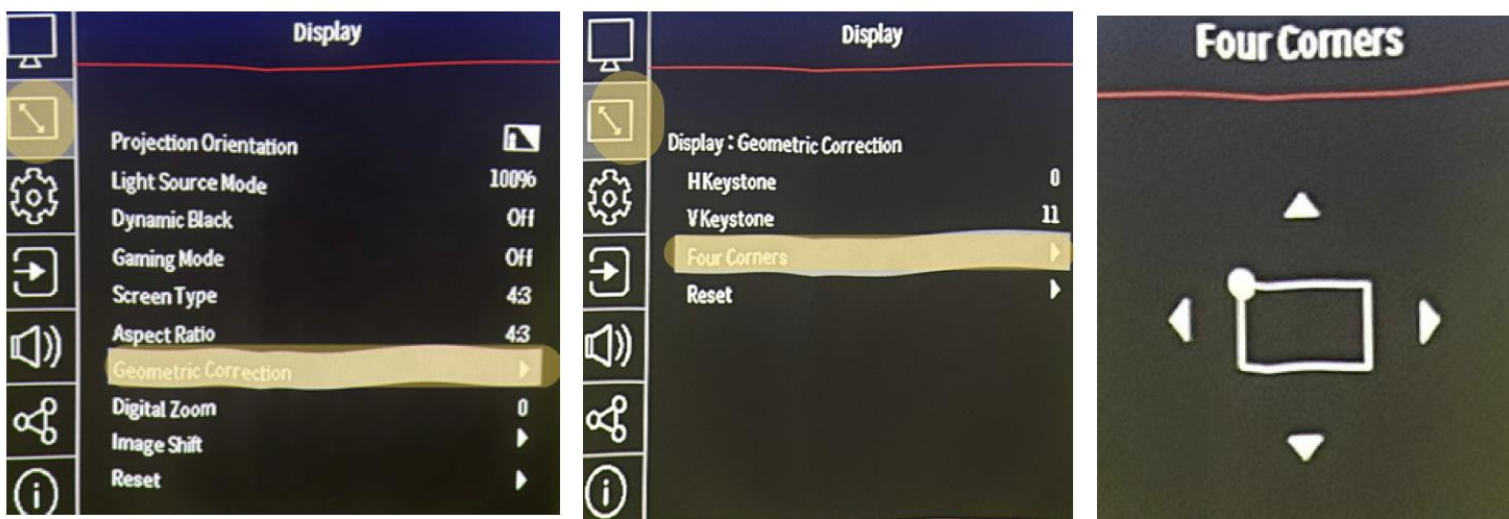 Display
Projection Orientation
Light Source Mode 100%
Dynamic Black Off
Gaming Mode Off
Screen Type 4:3
Aspect Ratio 4:3
Geometric Correction
Digital Zoom 0
Image Shift
Reset
Display
Display : Geometric Correction
H Keystone 0
V Keystone 11
Four Corners
Reset
Four Corners